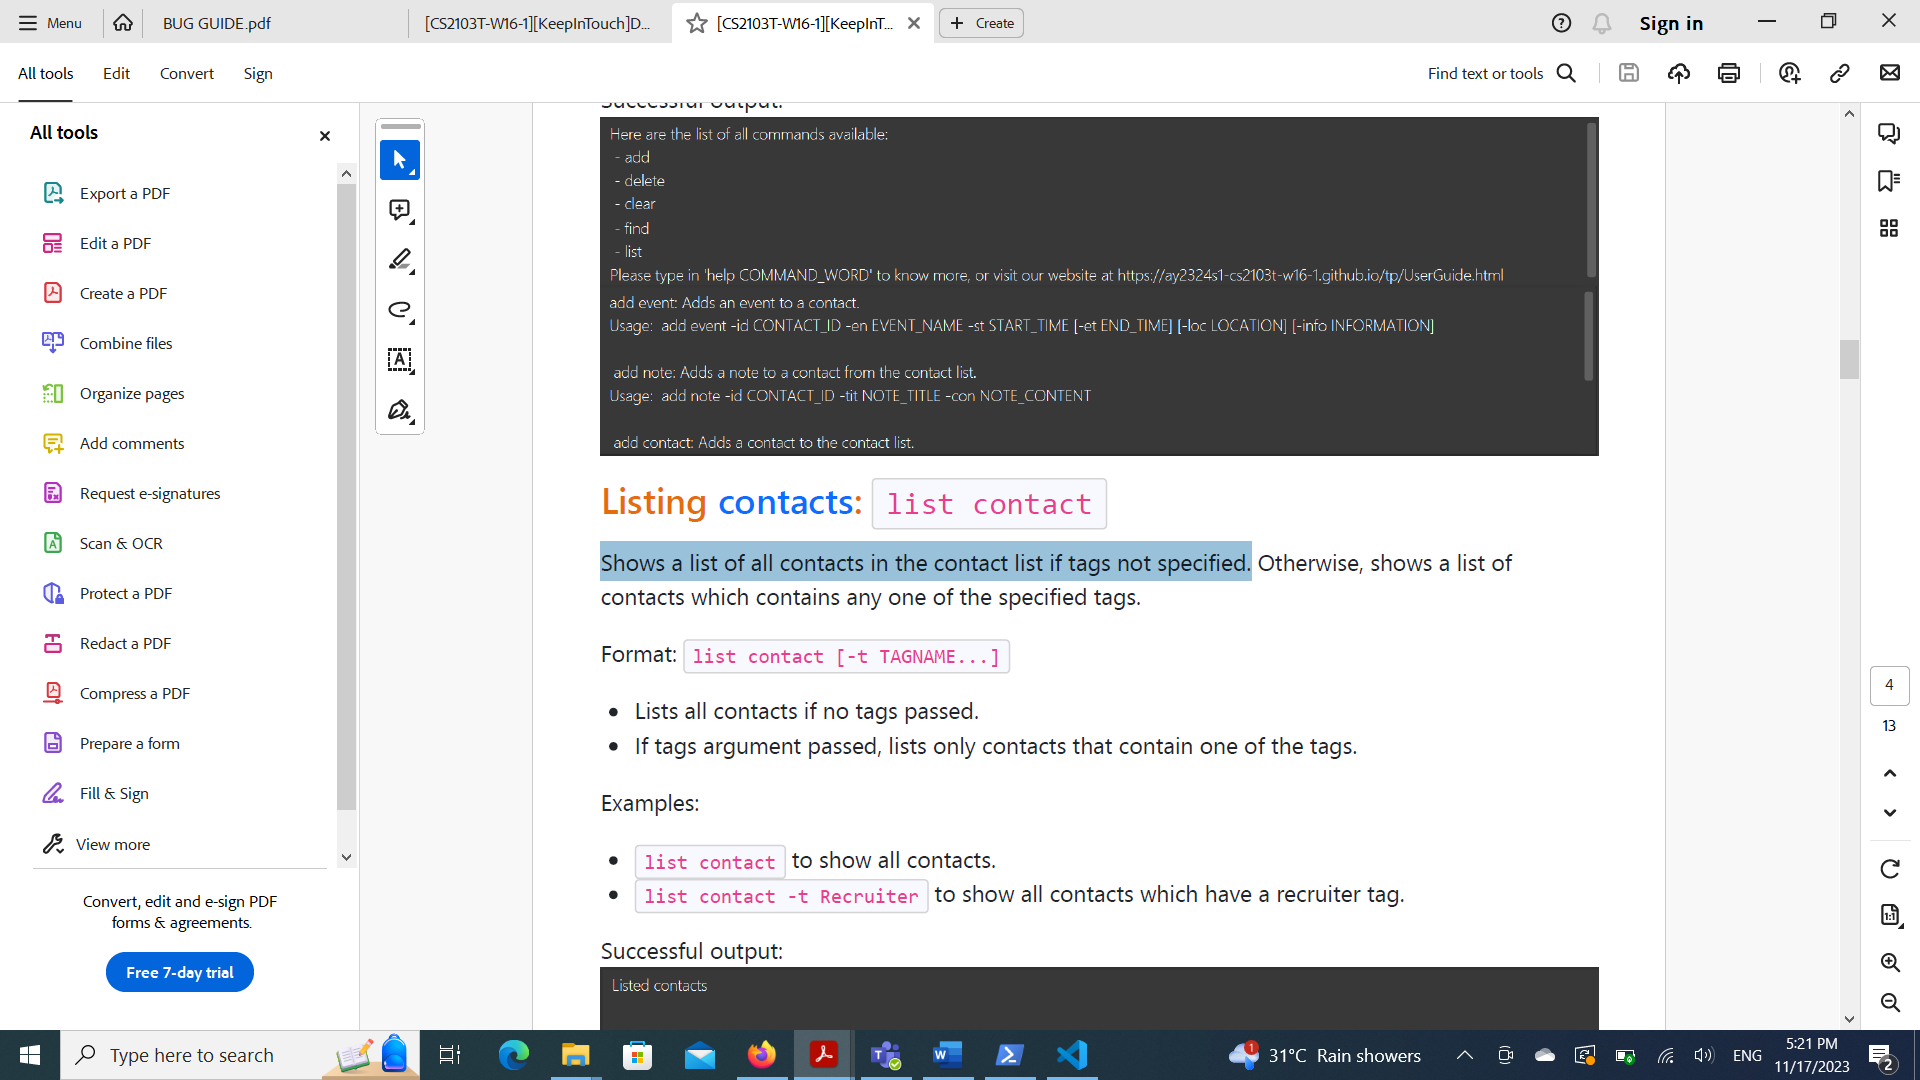 Menu
BUG GUIDE.pdf
[CS2103T-W16-1][KeepInTouch]D...
[CS2103T-W16-1][KeepInT...
Create
Sign in
All tools
Edit
Convert
Sign
Find text or tools
All tools
Export a PDF
Edit a PDF
Create a PDF
Combine files
Organize pages
Add comments
Request e-signatures
Scan & OCR
Protect a PDF
Redact a PDF
Compress a PDF
Prepare a form
Fill & Sign
View more
Convert, edit and e-sign PDF
forms & agreements.
Free 7-day trial
Successful output:
Here are the list of all commands available:
- add
- delete
- clear
- find
- list
Please type in 'help COMMAND_WORD' to know more, or visit our website at https://ay2324s1-cs2103t-w16-1.github.io/tp/UserGuide.html
add event: Adds an event to a contact.
Usage:  add event -id CONTACT_ID -en EVENT_NAME -st START_TIME [-et END_TIME] [-loc LOCATION] [-info INFORMATION]
add note: Adds a note to a contact from the contact list.
Usage:  add note -id CONTACT_ID -tit NOTE_TITLE -con NOTE_CONTENT
add contact: Adds a contact to the contact list.
Listing contacts: list contact
Shows a list of all contacts in the contact list if tags not specified. Otherwise, shows a list of
contacts which contains any one of the specified tags.
Format: list contact [-t TAGNAME...]
• Lists all contacts if no tags passed.
• If tags argument passed, lists only contacts that contain one of the tags.
Examples:
• list contact to show all contacts.
• list contact -t Recruiter to show all contacts which have a recruiter tag.
Successful output:
Listed contacts
4
13
Type here to search
1
31°C Rain showers
ENG
5:21 PM
11/17/2023
2